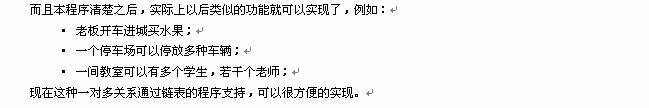 而且本程序清楚之后，实际上以后类似的功能就可以实现了，例如：
▪ 老板开车进城买水果；
▪ 一个停车场可以停放多种车辆；
▪ 一间教室可以有多个学生，若干个老师；
现在这种一对多关系通过链表的程序支持，可以很方便的实现。